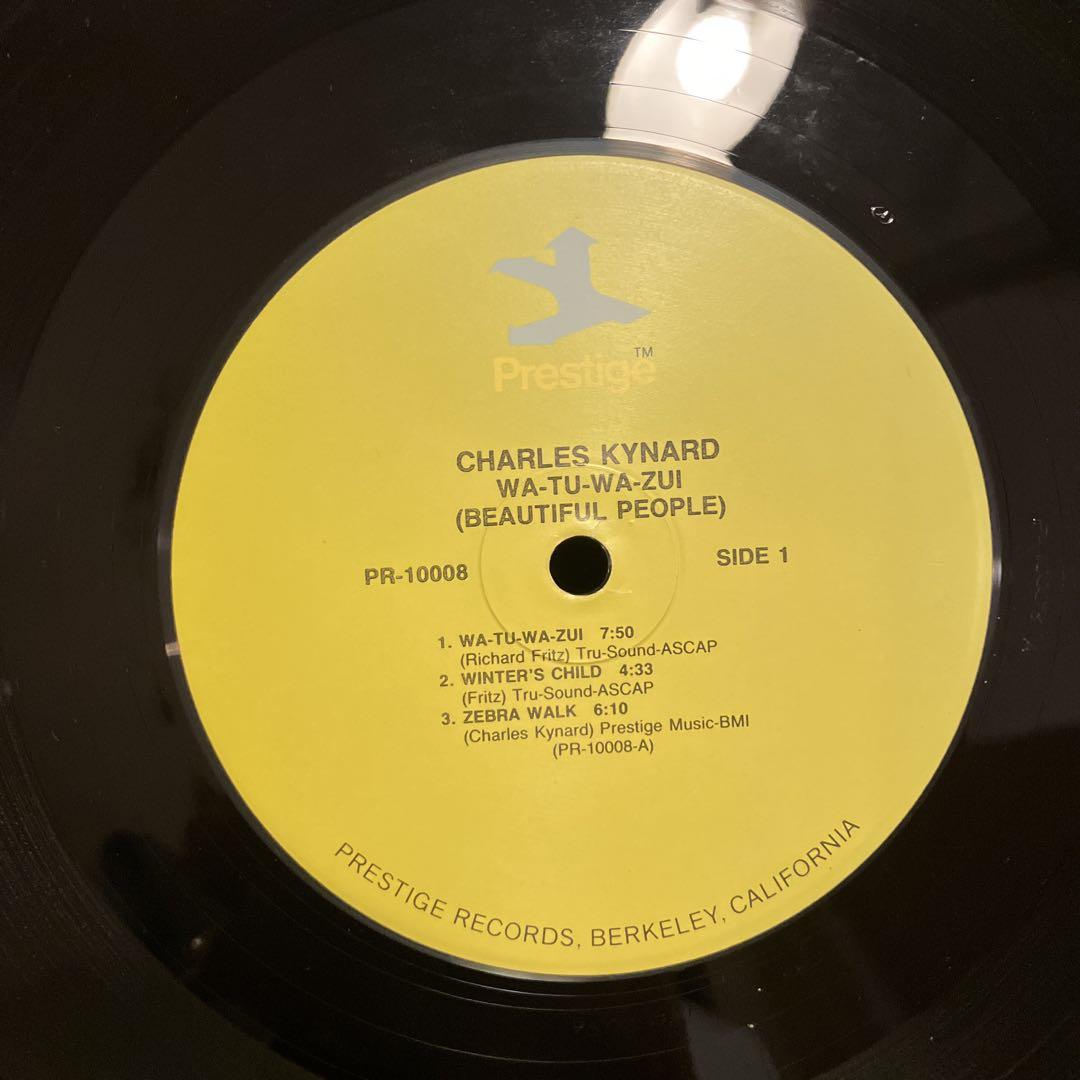 Prestige™
CHARLES KYNARD
WA-TU-WA-ZUI
(BEAUTIFUL PEOPLE)
PR-10008
SIDE 1
1. WA-TU-WA-ZUI 7:50
(Richard Fritz) Tru-Sound-ASCAP
2. WINTER'S CHILD 4:33
(Fritz) Tru-Sound-ASCAP
3. ZEBRA WALK 6:10
(Charles Kynard) Prestige Music-BMI
(PR-10008-A)
PRESTIGE RECORDS, BERKELEY, CALIFORNIA